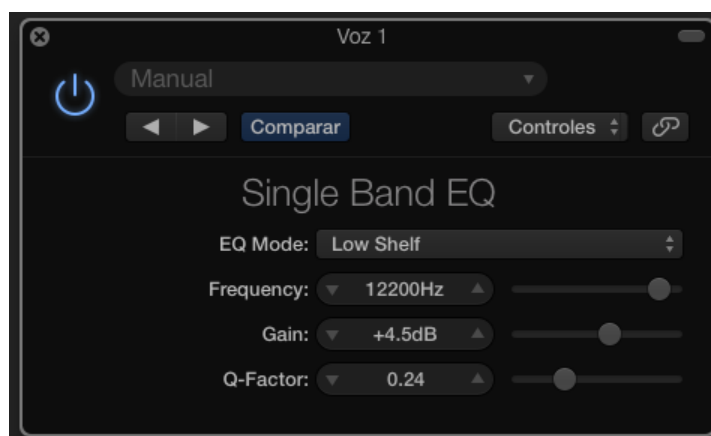 Voz 1
Manual
Comparar Controles
Single Band EQ
EQ Mode: Low Shelf
Frequency: 12200Hz
Gain: +4.5dB
Q-Factor: 0.24